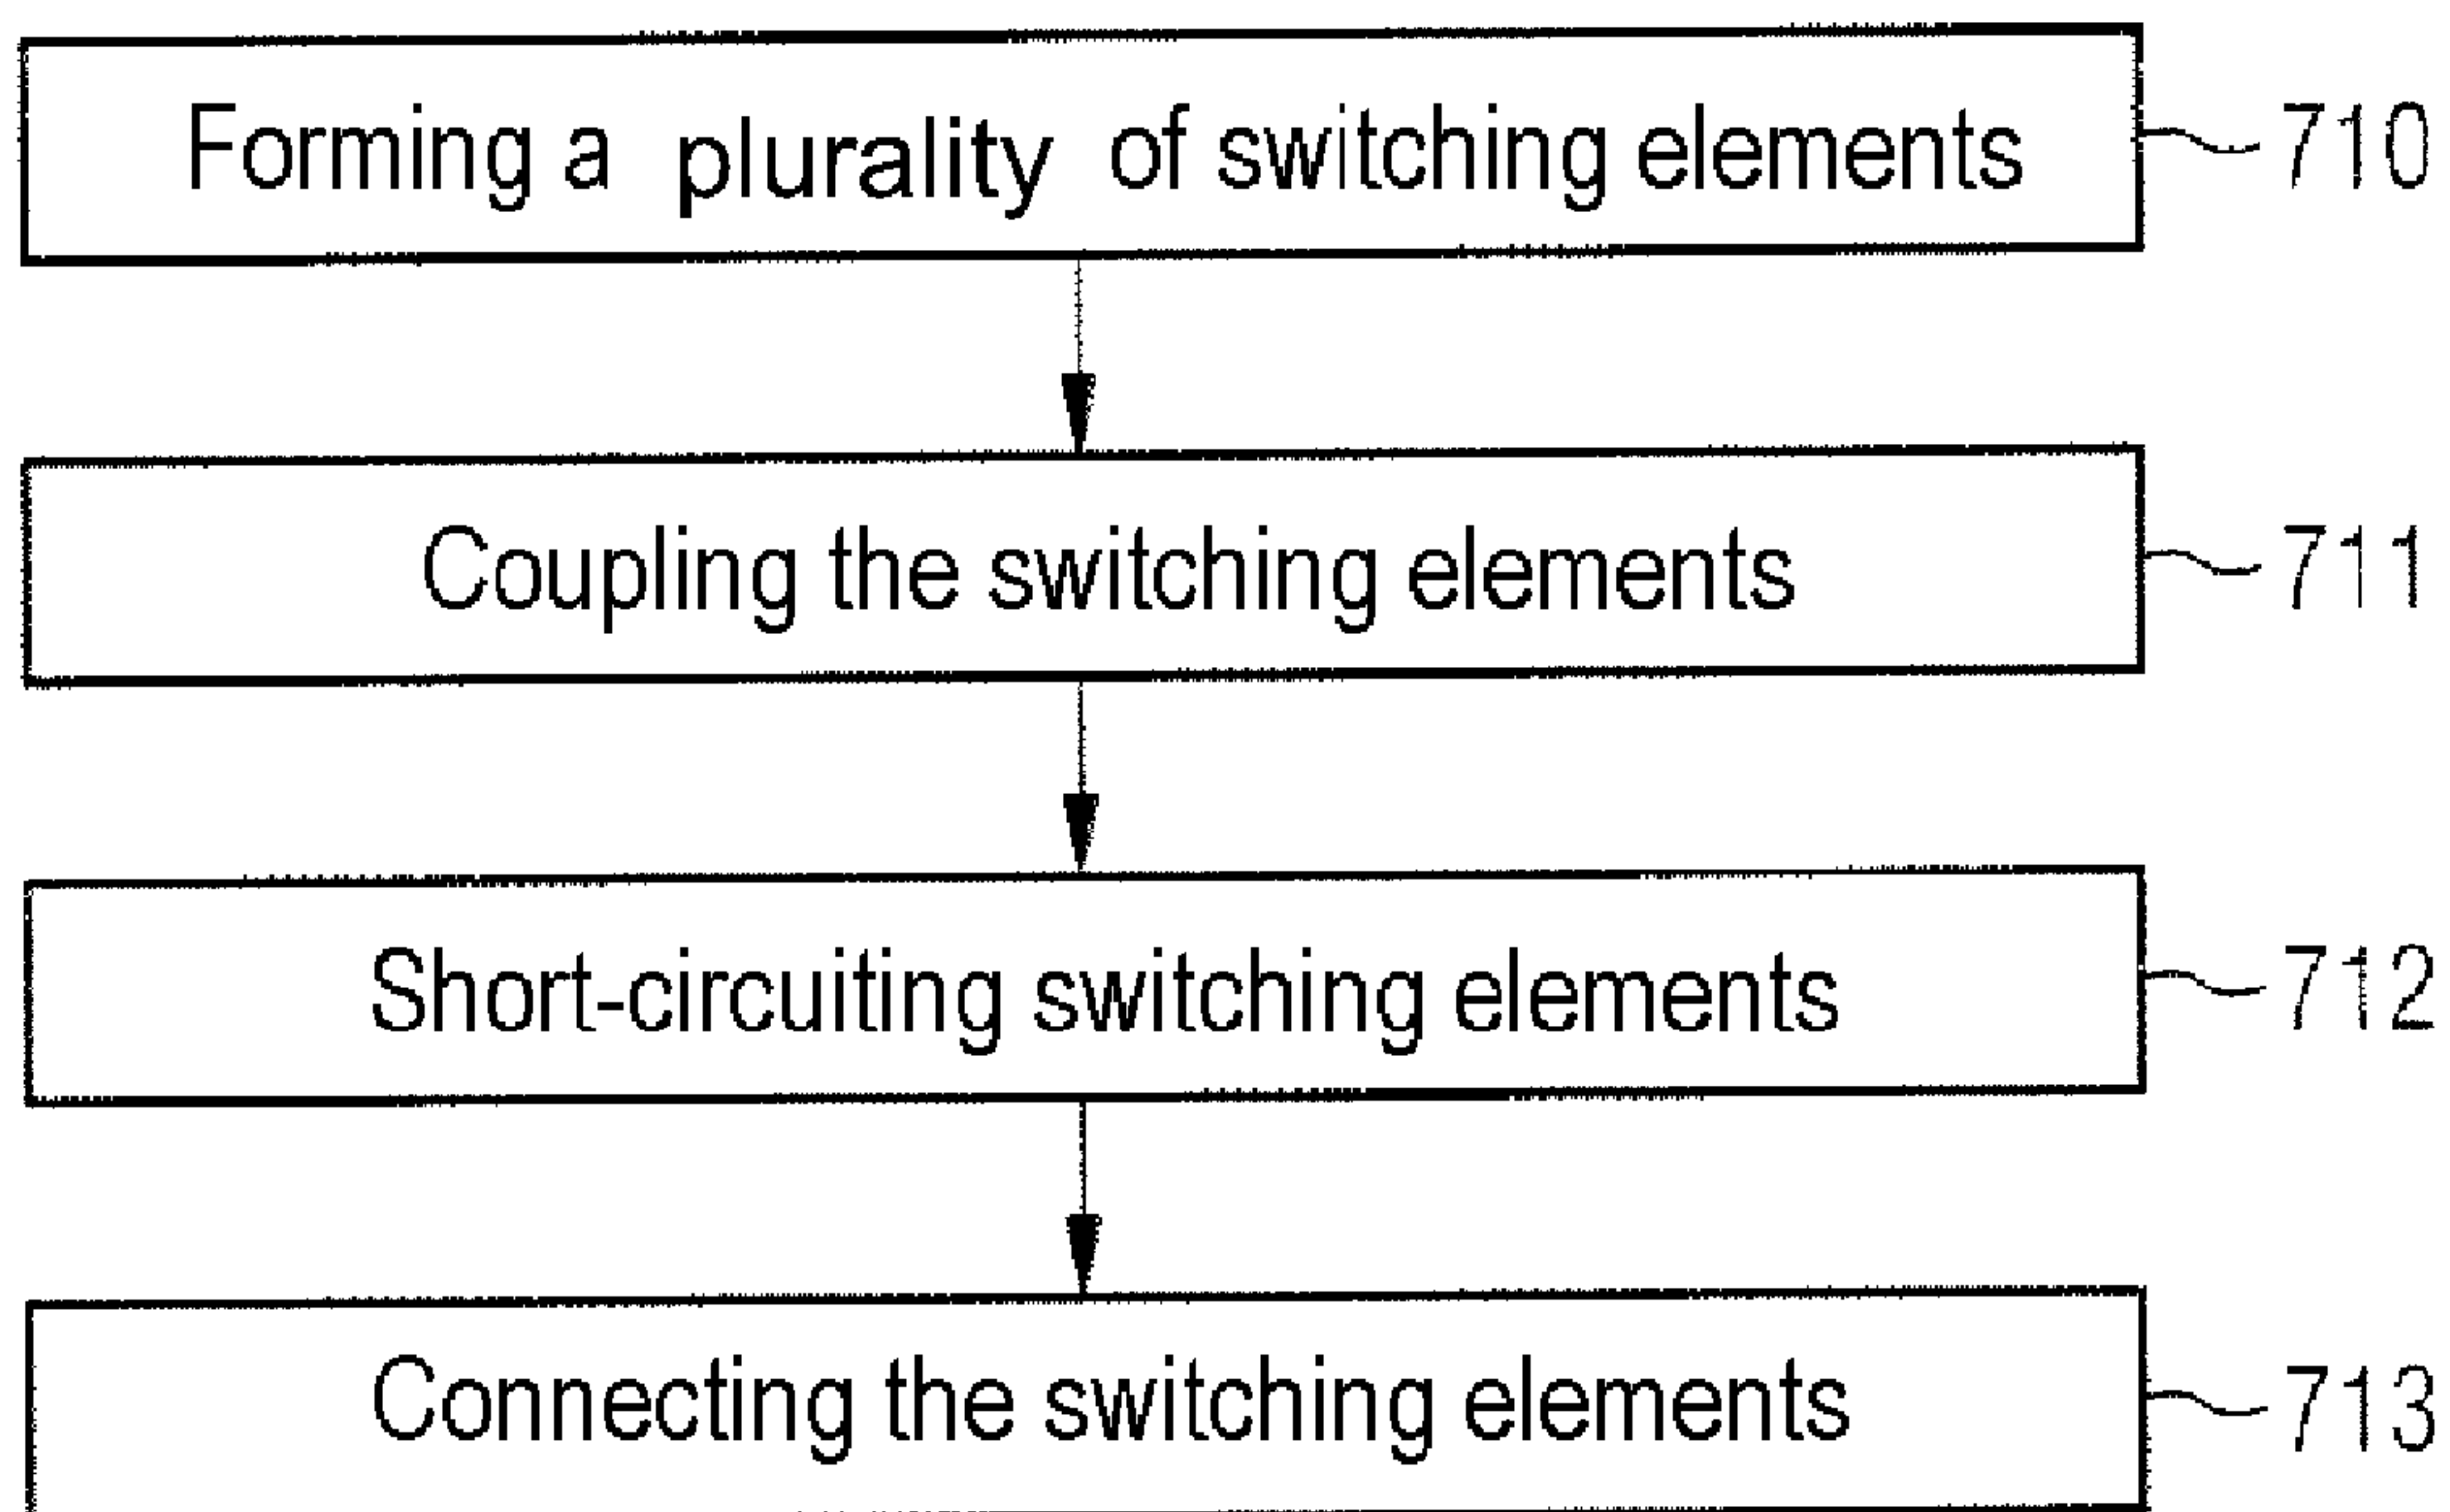 Forming a plurality of switching elements 710
Coupling the switching elements 711
Short-circuiting switching elements 712
Connecting the switching elements 713